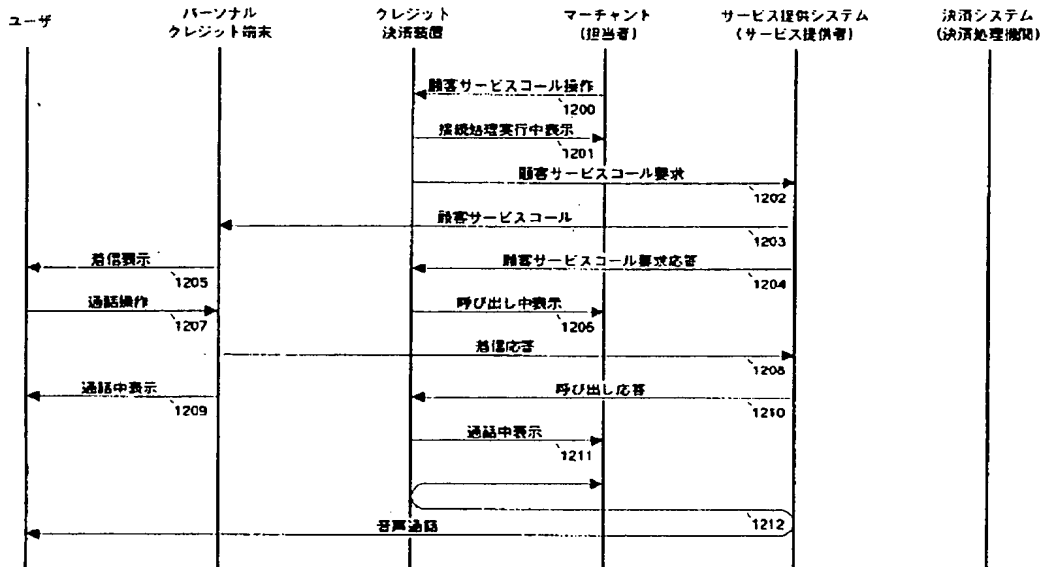 ユーザ
パーソナル
クレジット端末
クレジット
決済装置
マーチャント
(担当者)
サービス提供システム
(サービス提供者)
決済システム
(決済処理機関)
顧客サービスコール操作
1200
接続処理実行中表示
1201
顧客サービスコール要求
1202
顧客サービスコール
1203
着信表示
1205
顧客サービスコール要求応答
1204
通話操作
1207
呼び出し中表示
1206
着信応答
1208
通話中表示
1209
呼び出し応答
1210
通話中表示
1211
音声通話
1212